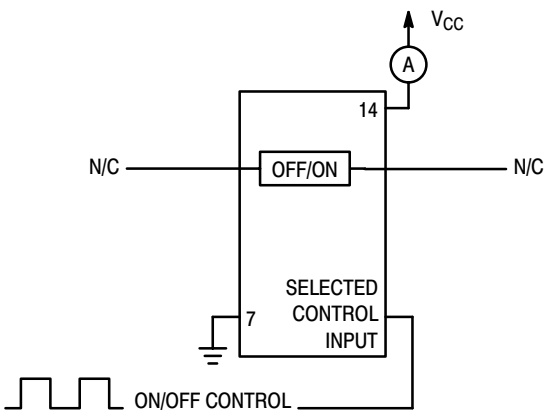 VCC
A
14
N/C
OFF/ON
N/C
SELECTED
7
CONTROL
INPUT
ON/OFF CONTROL